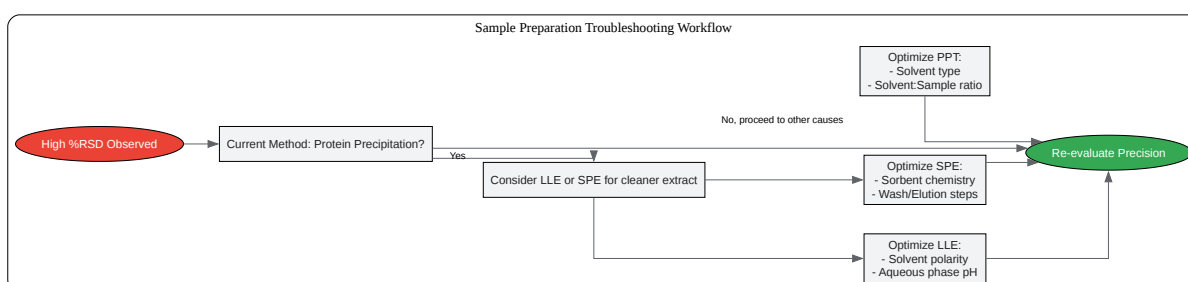 Sample Preparation Troubleshooting Workflow
High %RSD Observed
Current Method: Protein Precipitation?
Yes
No, proceed to other causes
Consider LLE or SPE for cleaner extract
Optimize PPT:
- Solvent type
- Solvent:Sample ratio
Optimize SPE:
- Sorbent chemistry
- Wash/Elution steps
Optimize LLE:
- Solvent polarity
- Aqueous phase pH
Re-evaluate Precision